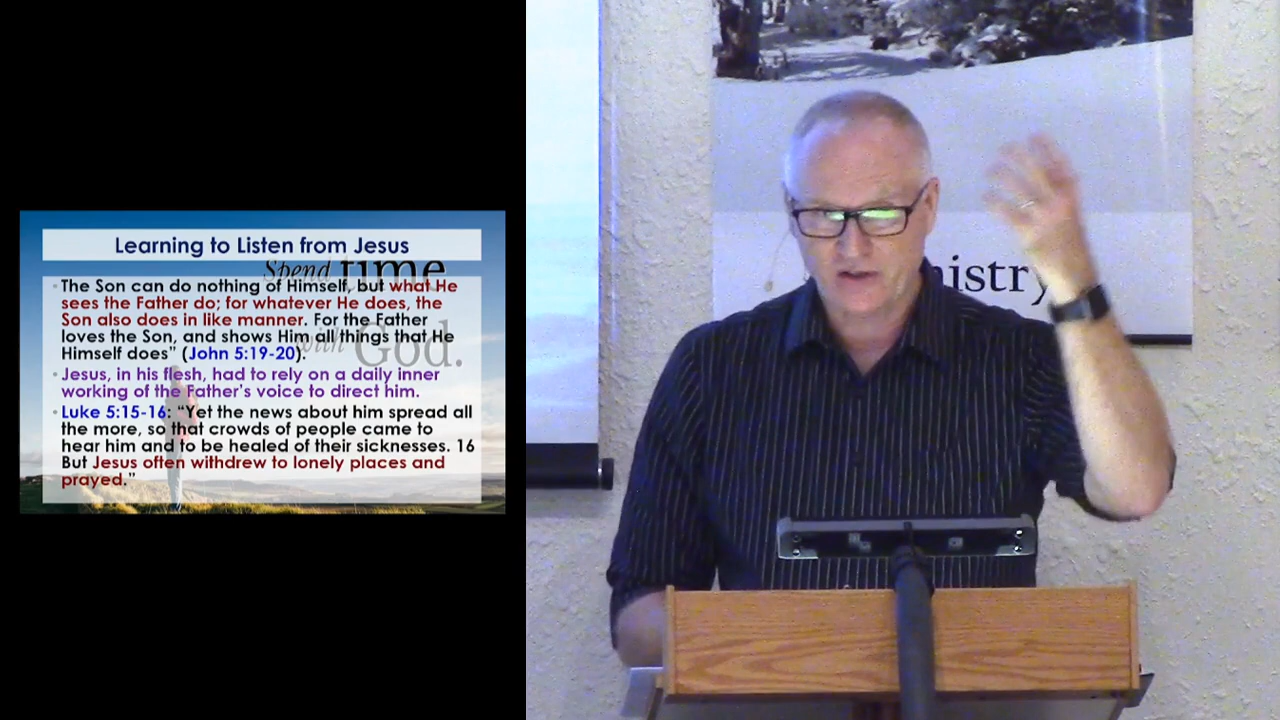 Learning to Listen from Jesus
Spend time
with God.
The Son can do nothing of Himself, but what He
sees the Father do; for whatever He does, the
Son also does in like manner. For the Father
loves the Son, and shows Him all things that He
Himself does” (John 5:19-20).
Jesus, in his flesh, had to rely on a daily inner
working of the Father’s voice to direct him.
Luke 5:15-16: “Yet the news about him spread all
the more, so that crowds of people came to
hear him and to be healed of their sicknesses. 16
But Jesus often withdrew to lonely places and
prayed.”